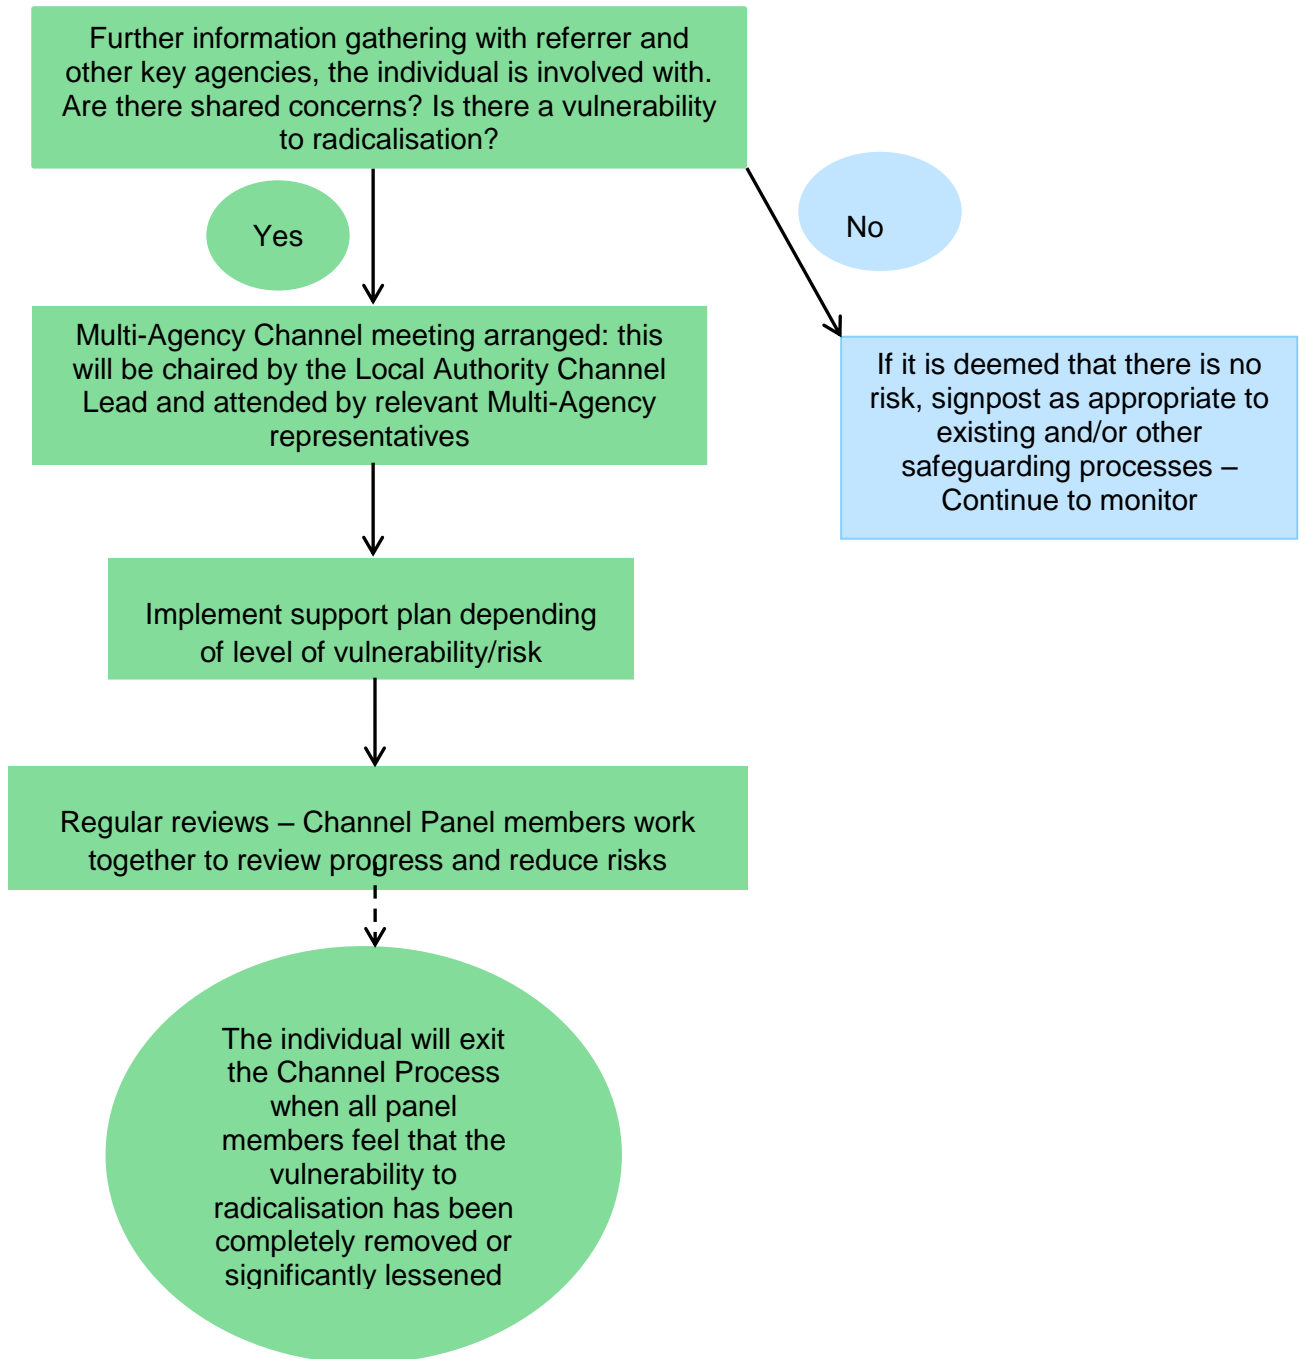 Further information gathering with referrer and
other key agencies, the individual is involved with.
Are there shared concerns? Is there a vulnerability
to radicalisation?
Yes
No
Multi-Agency Channel meeting arranged: this
will be chaired by the Local Authority Channel
Lead and attended by relevant Multi-Agency
representatives
If it is deemed that there is no
risk, signpost as appropriate to
existing and/or other
safeguarding processes –
Continue to monitor
Implement support plan depending
of level of vulnerability/risk
Regular reviews – Channel Panel members work
together to review progress and reduce risks
The individual will exit
the Channel Process
when all panel
members feel that the
vulnerability to
radicalisation has been
completely removed or
significantly lessened